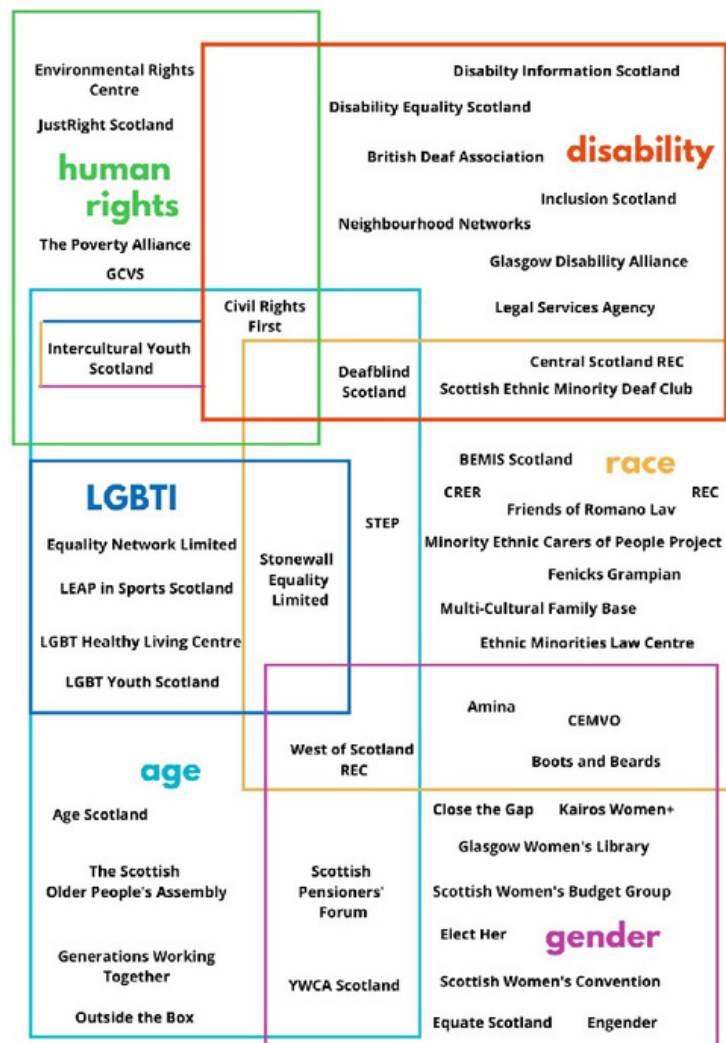 Environmental Rights
Centre
JustRight Scotland
human
rights
The Poverty Alliance
GCVS
Disabilty Information Scotland
Disability Equality Scotland
British Deaf Association
disability
Inclusion Scotland
Neighbourhood Networks
Glasgow Disability Alliance
Legal Services Agency
Civil Rights
First
Intercultural Youth
Scotland
Deafblind
Scotland
Central Scotland REC
Scottish Ethnic Minority Deaf Club
BEMIS Scotland
race
CRER
REC
Friends of Romano Lav
STEP
Minority Ethnic Carers of People Project
Fenicks Grampian
Multi-Cultural Family Base
Ethnic Minorities Law Centre
LGBTI
Equality Network Limited
LEAP in Sports Scotland
LGBT Healthy Living Centre
LGBT Youth Scotland
Stonewall
Equality
Limited
Amina
CEMVO
Boots and Beards
West of Scotland
REC
age
Age Scotland
The Scottish
Older People's Assembly
Generations Working
Together
Outside the Box
Scottish
Pensioners'
Forum
YWCA Scotland
Close the Gap
Kairos Women+
Glasgow Women's Library
Scottish Women's Budget Group
Elect Her
gender
Scottish Women's Convention
Equate Scotland
Engender